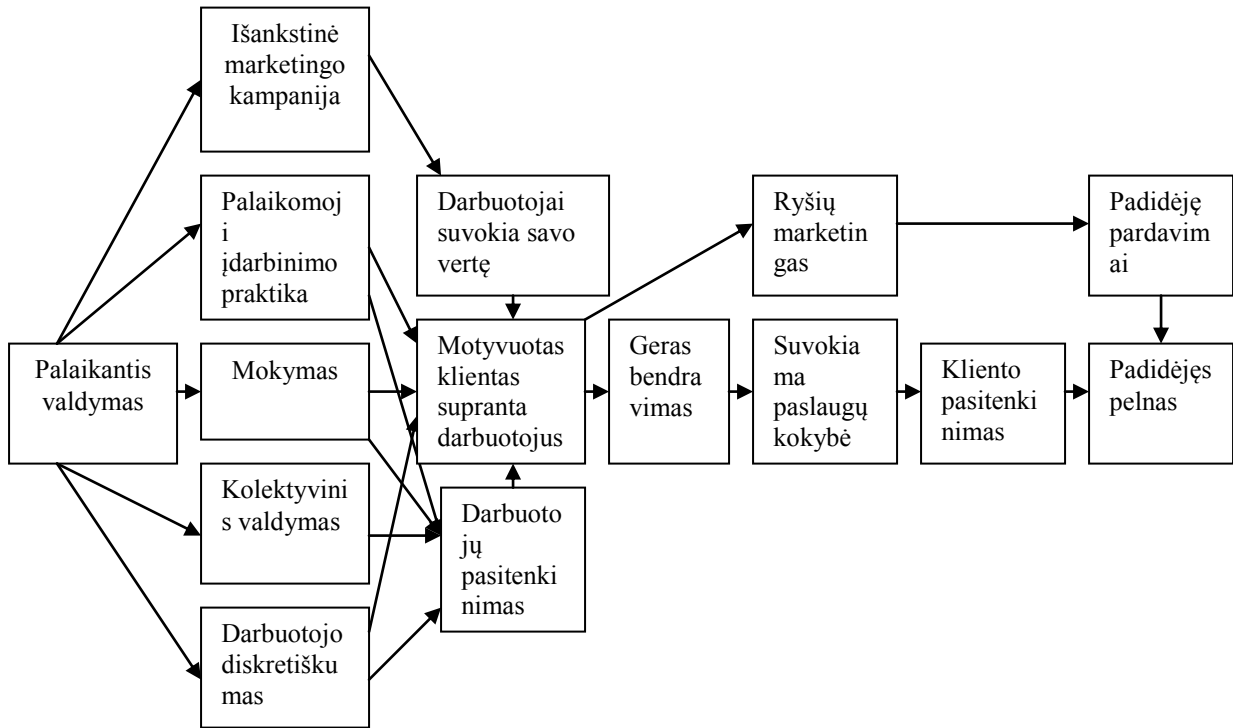 Išankstinė
marketingo
kampanija
Palaikomoj
i
įdarbinimo
praktika
Darbuotojai
suvokia savo
vertę
Ryšių
marketin
gas
Padidėję
pardavim
ai
Palaikantis
valdymas
Mokymas
Motyvuotas
klientas
supranta
darbuotojus
Geras
bendra
vimas
Suvokia
ma
paslaugų
kokybė
Kliento
pasitenki
nimas
Padidėjęs
pelnas
Kolektyvini
s valdymas
Darbuoto
jų
pasitenki
nimas
Darbuotojo
diskretišku
mas